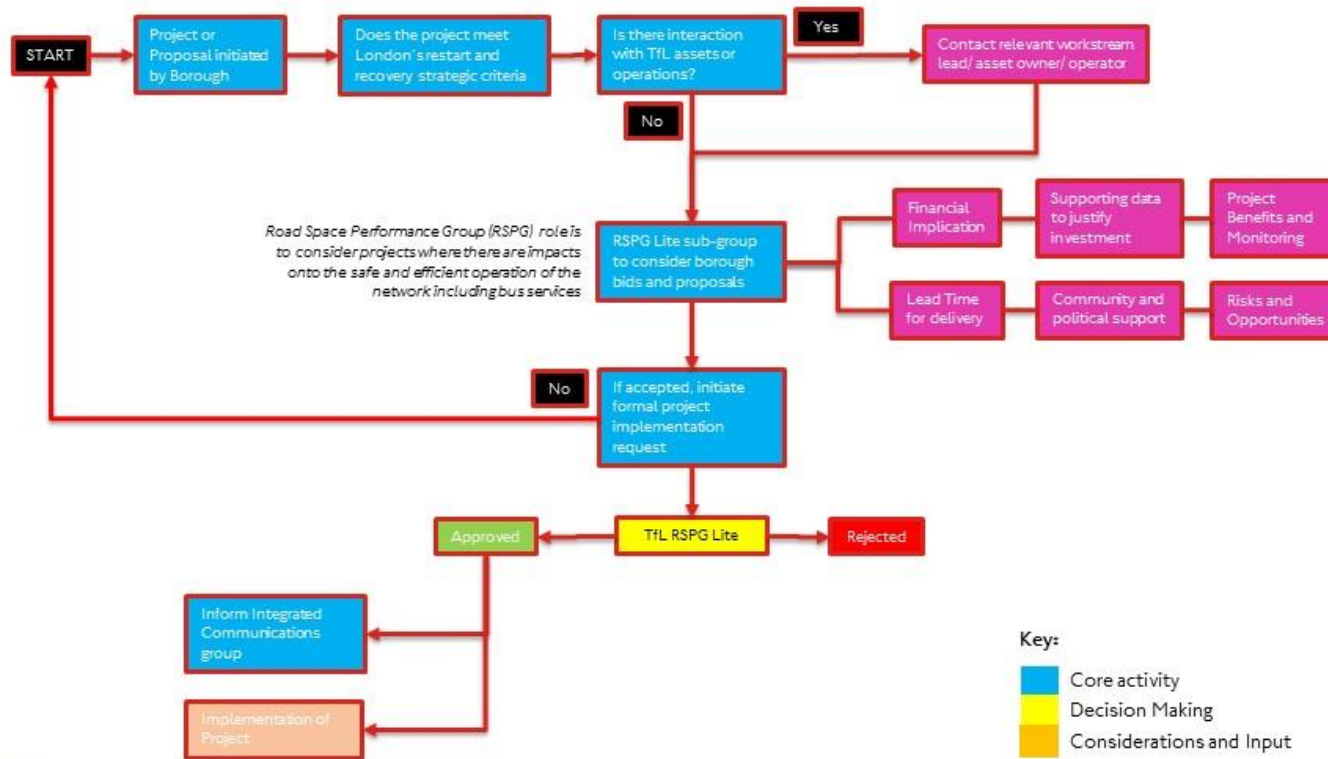 START
Project or
Proposal initiated
by Borough
Does the project meet
London's restart and
recovery strategic criteria
Is there interaction
with TfL assets or
operations?
Yes
Contact relevant workstream
lead/ asset owner/ operator
No
Road Space Performance Group (RSPG) role is
to consider projects where there are impacts
onto the safe and efficient operation of the
network including bus services
RSPG Lite sub-group
to consider borough
bids and proposals
Financial
Implication
Supporting data
to justify
investment
Project
Benefits and
Monitoring
Lead Time
for delivery
Community and
political support
Risks and
Opportunities
No
If accepted, initiate
formal project
implementation
request
Approved
TfL RSPG Lite
Rejected
Inform Integrated
Communications
group
Implementation of
Project
Key:
Core activity
Decision Making
Considerations and Input